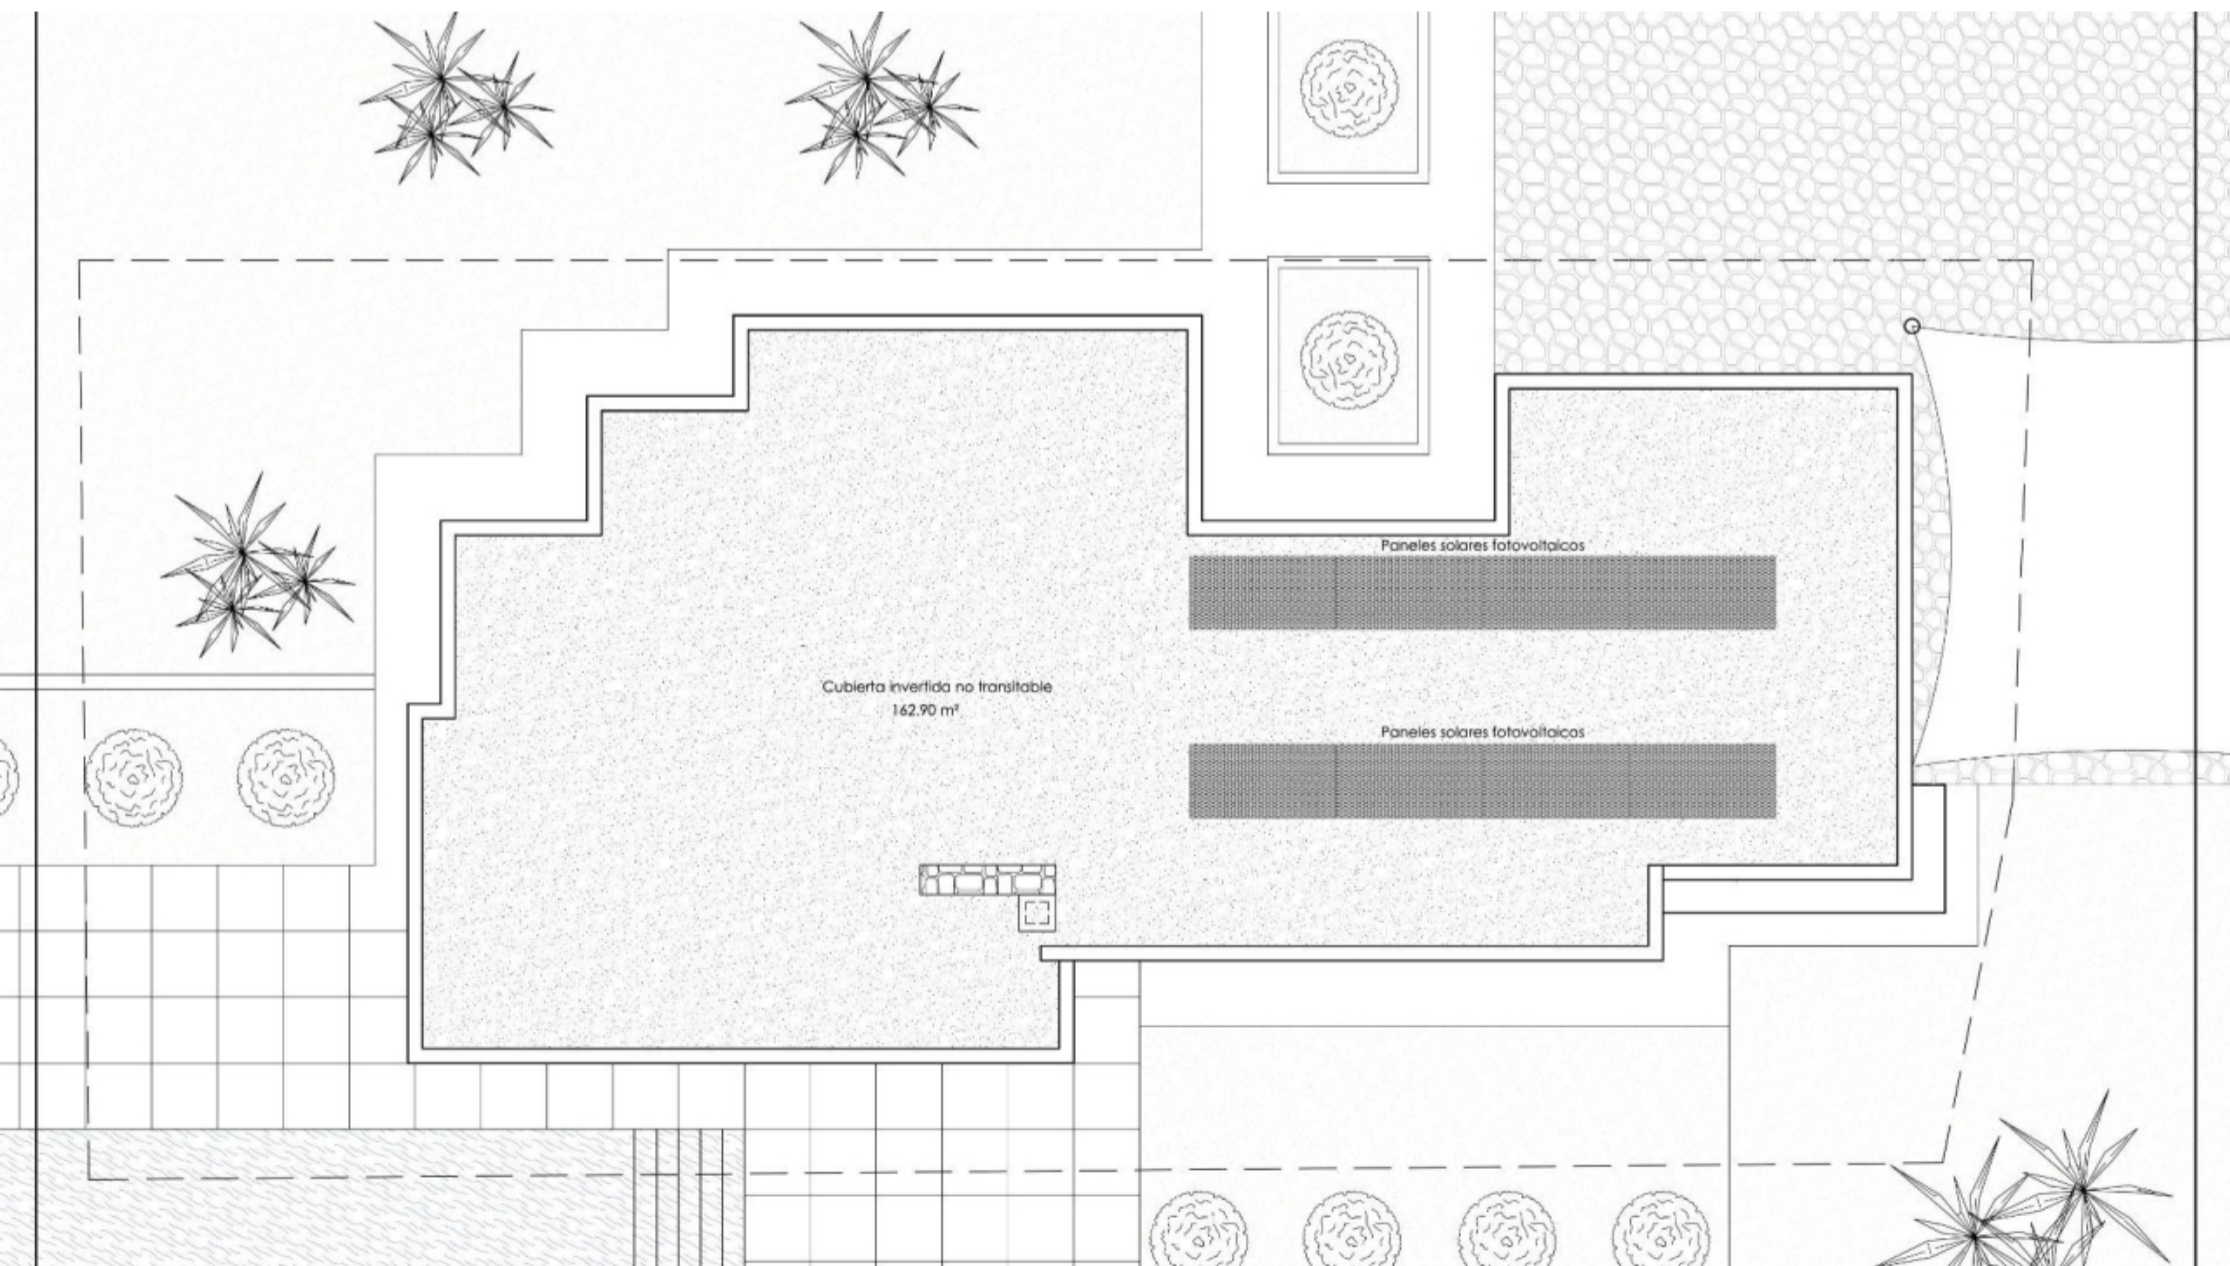 Paneles solares fotovoltaicos
Cubierta invertida no transitable
162.90 m²
Paneles solares fotovoltaicos